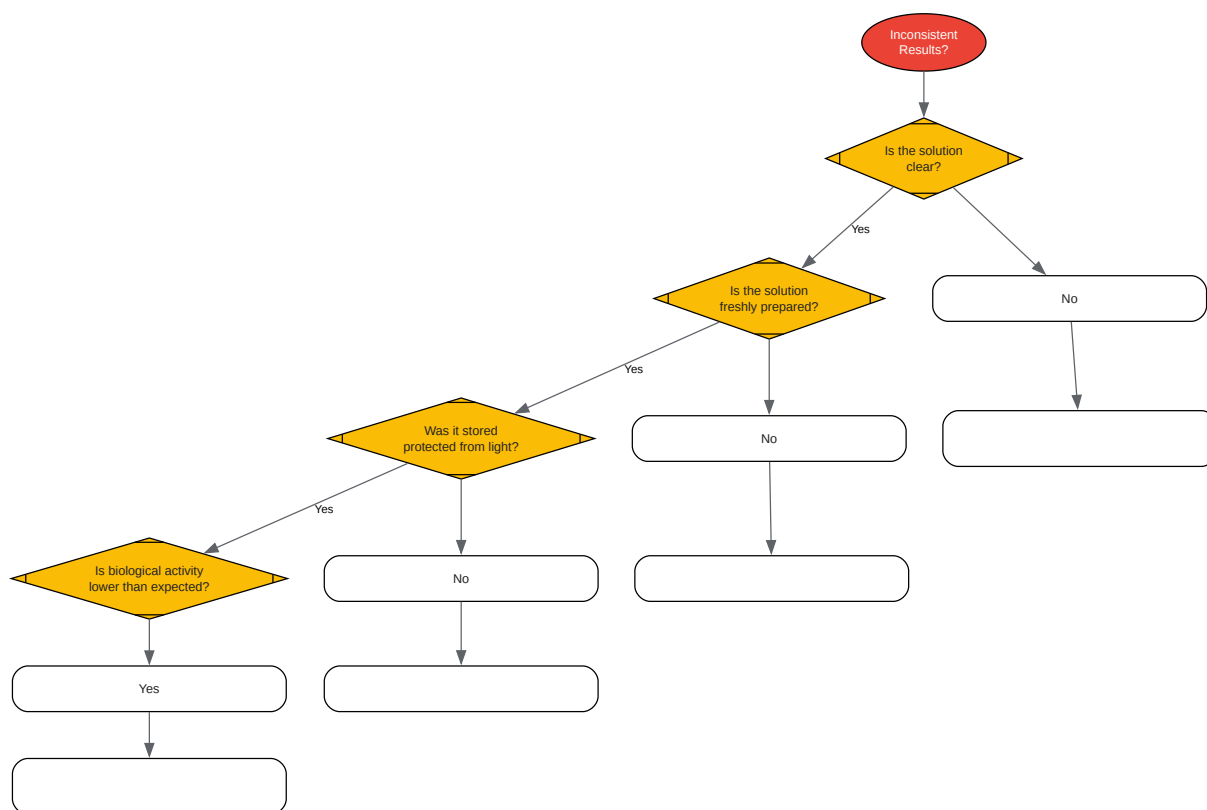 Inconsistent
Results?
Is the solution
clear?
Yes
Is the solution
freshly prepared?
No
Yes
Was it stored
protected from light?
No
Yes
Is biological activity
lower than expected?
No
Yes